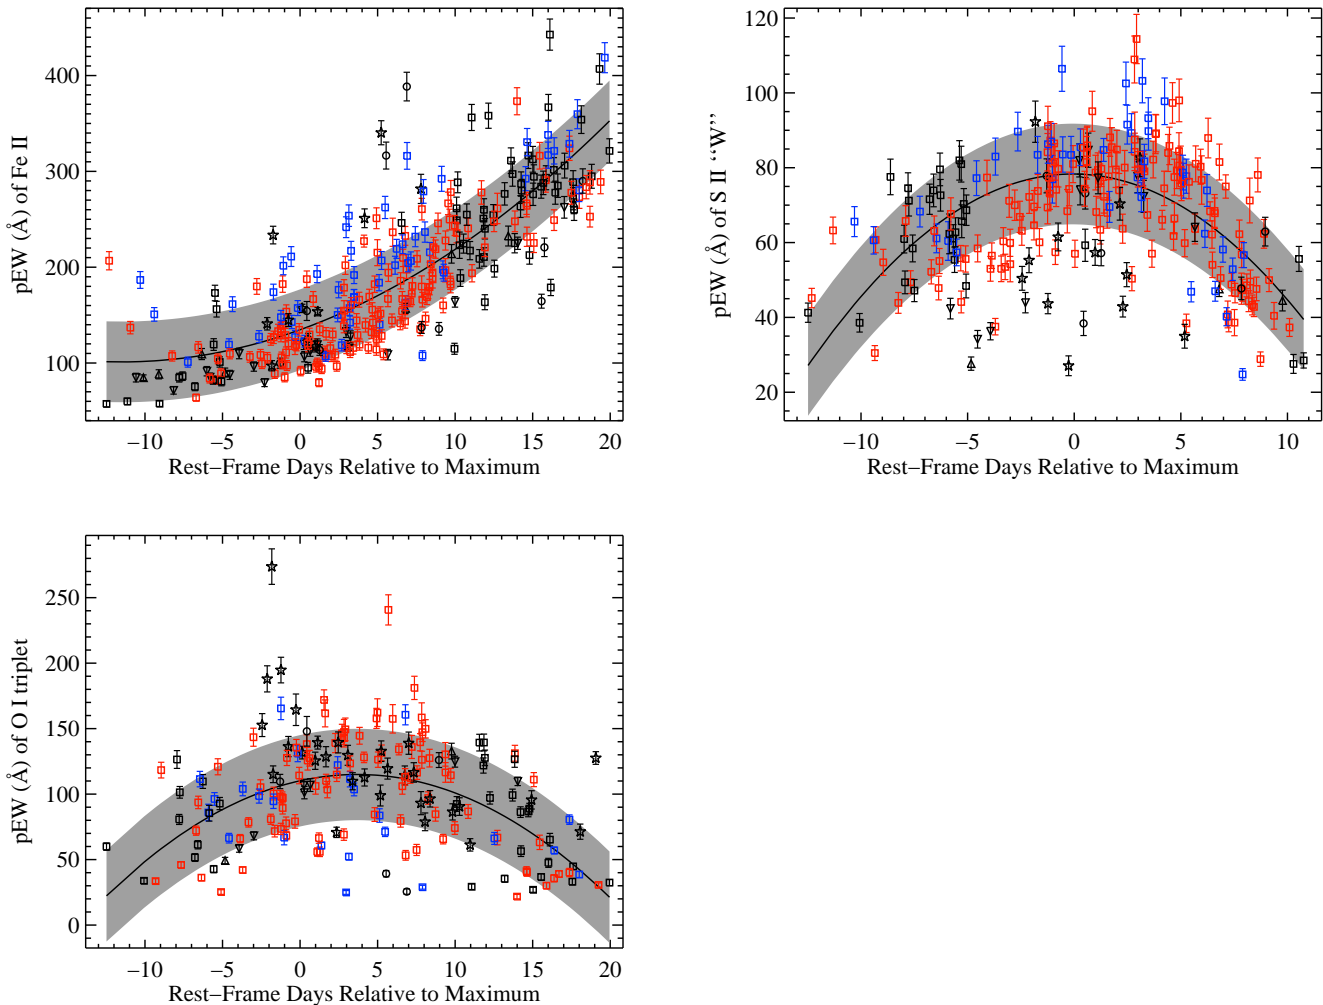 400
300
200
100
pEW (Å) of Fe II
−10 −5 0 5 10 15 20
Rest−Frame Days Relative to Maximum
120
100
80
60
40
20
pEW (Å) of S II ‘‘W’’
−10 −5 0 5 10
Rest−Frame Days Relative to Maximum
250
200
150
100
50
0
pEW (Å) of O I triplet
−10 −5 0 5 10 15 20
Rest−Frame Days Relative to Maximum